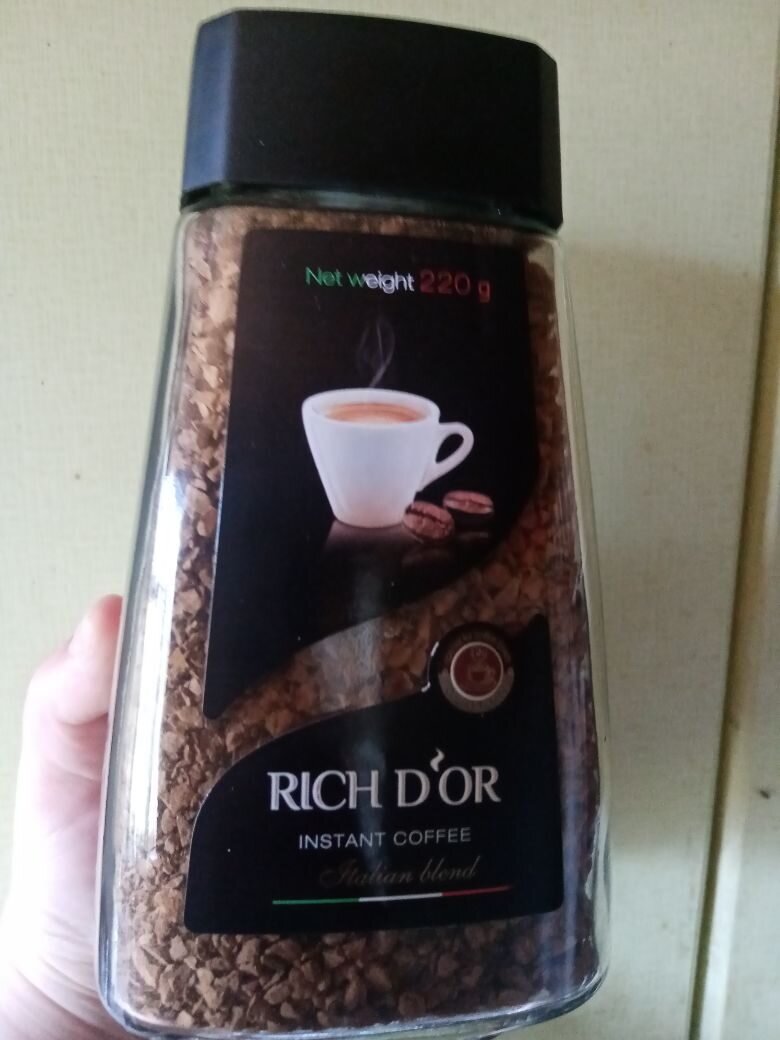 Net weight 220 g
RICH D'OR
INSTANT COFFEE
Italian blend